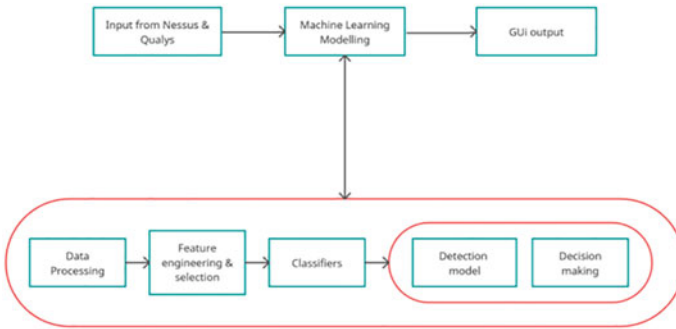 Input from Nessus &
Qualys
Machine Learning
Modelling
GUi output
Data
Processing
Feature
engineering &
selection
Classifiers
Detection
model
Decision
making